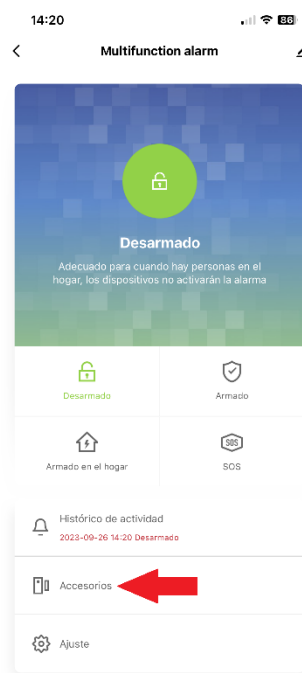 14:20
86
Multifunction alarm
Desarmado
Adecuado para cuando hay personas en el
hogar, los dispositivos no activarán la alarma
Desarmado
Armado
Armado en el hogar
SOS
SOS
Histórico de actividad
2023-09-26 14:20 Desarmado
Accesorios
Ajuste